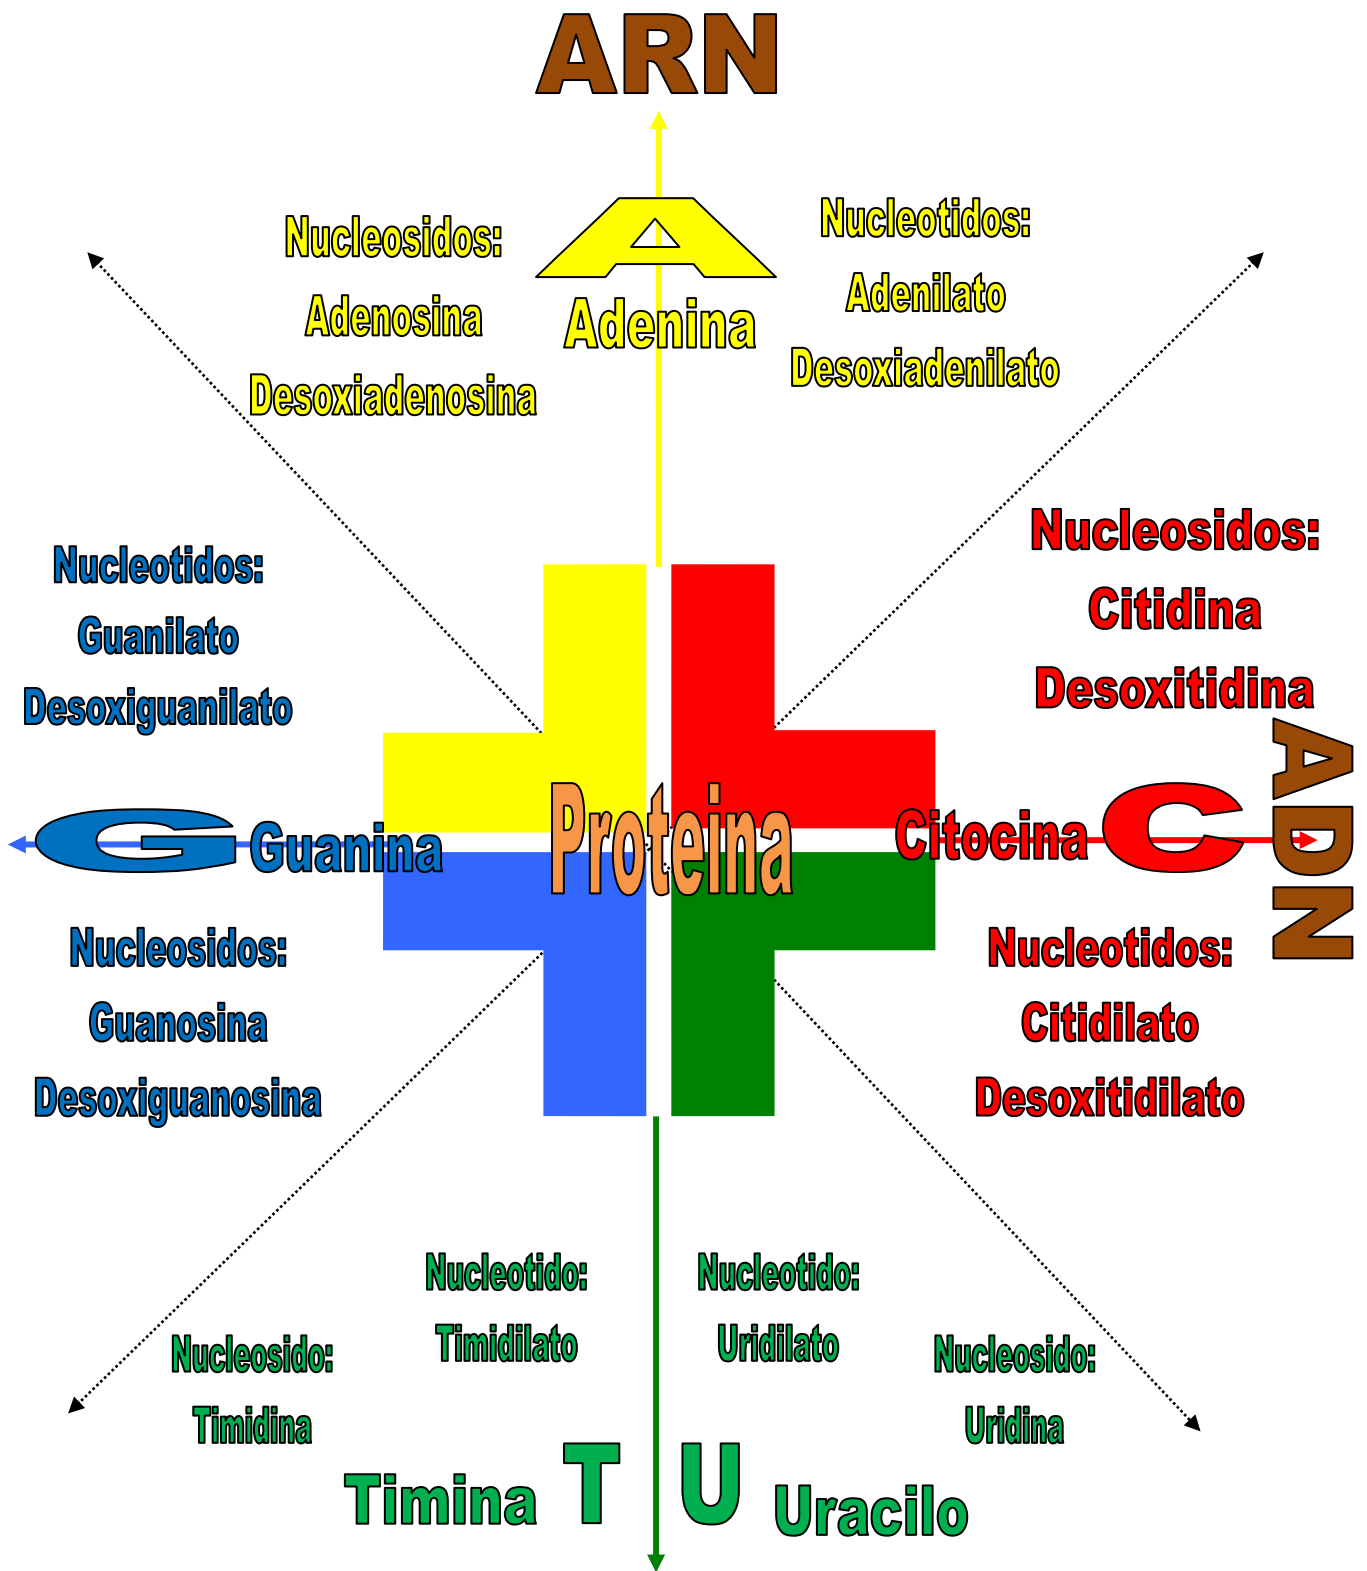 ARN
Nucleosidos:
Adenosina
Desoxiadenosina
A
Adenina
Nucleotidos:
Adenilato
Desoxiadenilato
Nucleotidos:
Guanilato
Desoxiguanilato
Nucleosidos:
Citidina
Desoxitidina
G Guanina
Proteina
Citocina C
ADN
Nucleosidos:
Guanosina
Desoxiguanosina
Nucleotidos:
Citidilato
Desoxitidilato
Nucleotido:
Timidilato
Nucleotido:
Uridilato
Nucleosido:
Timidina
Nucleosido:
Uridina
Timina T
U Uracilo